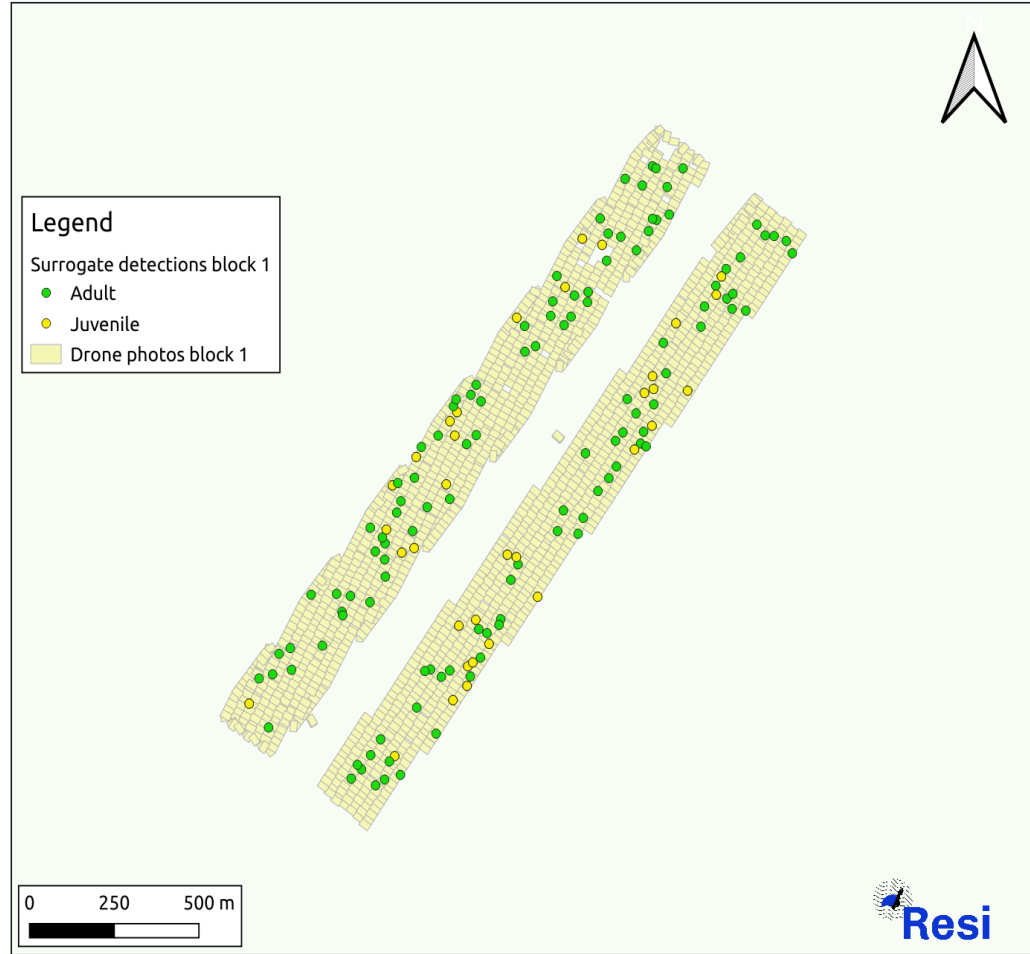 N
Legend
Surrogate detections block 1
Adult
Juvenile
Drone photos block 1
0 250 500 m
Resi